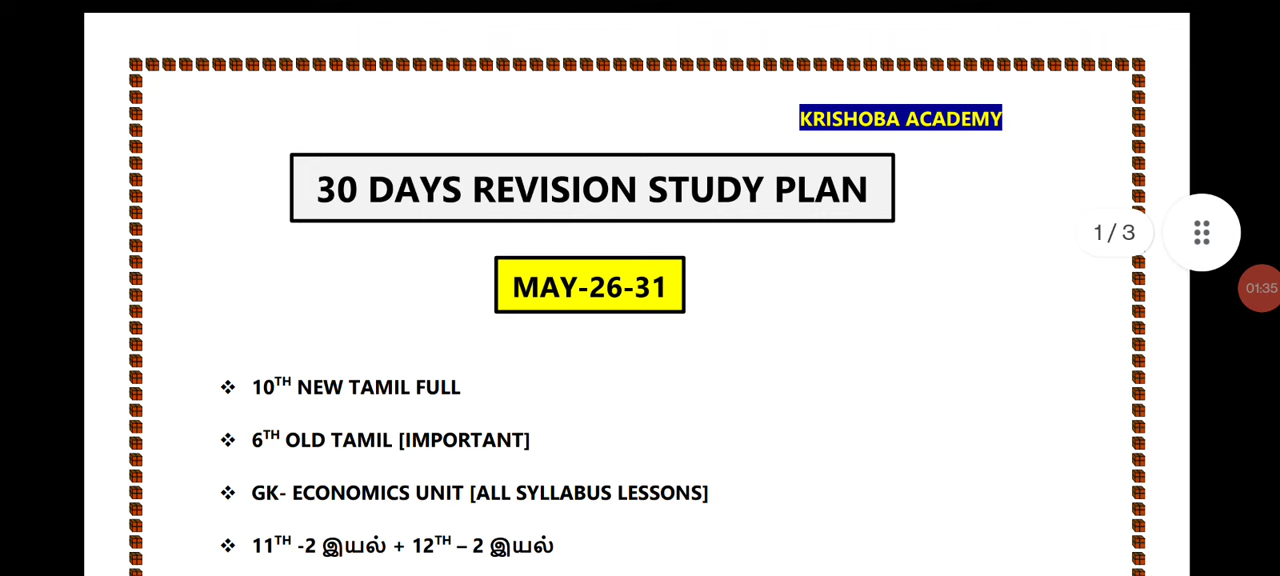 KRISHOBA ACADEMY
30 DAYS REVISION STUDY PLAN
MAY-26-31
1 / 3
01:35
❖ 10TH NEW TAMIL FULL
❖ 6TH OLD TAMIL [IMPORTANT]
❖ GK- ECONOMICS UNIT [ALL SYLLABUS LESSONS]
❖ 11TH -2 இயல் + 12TH – 2 இயல்